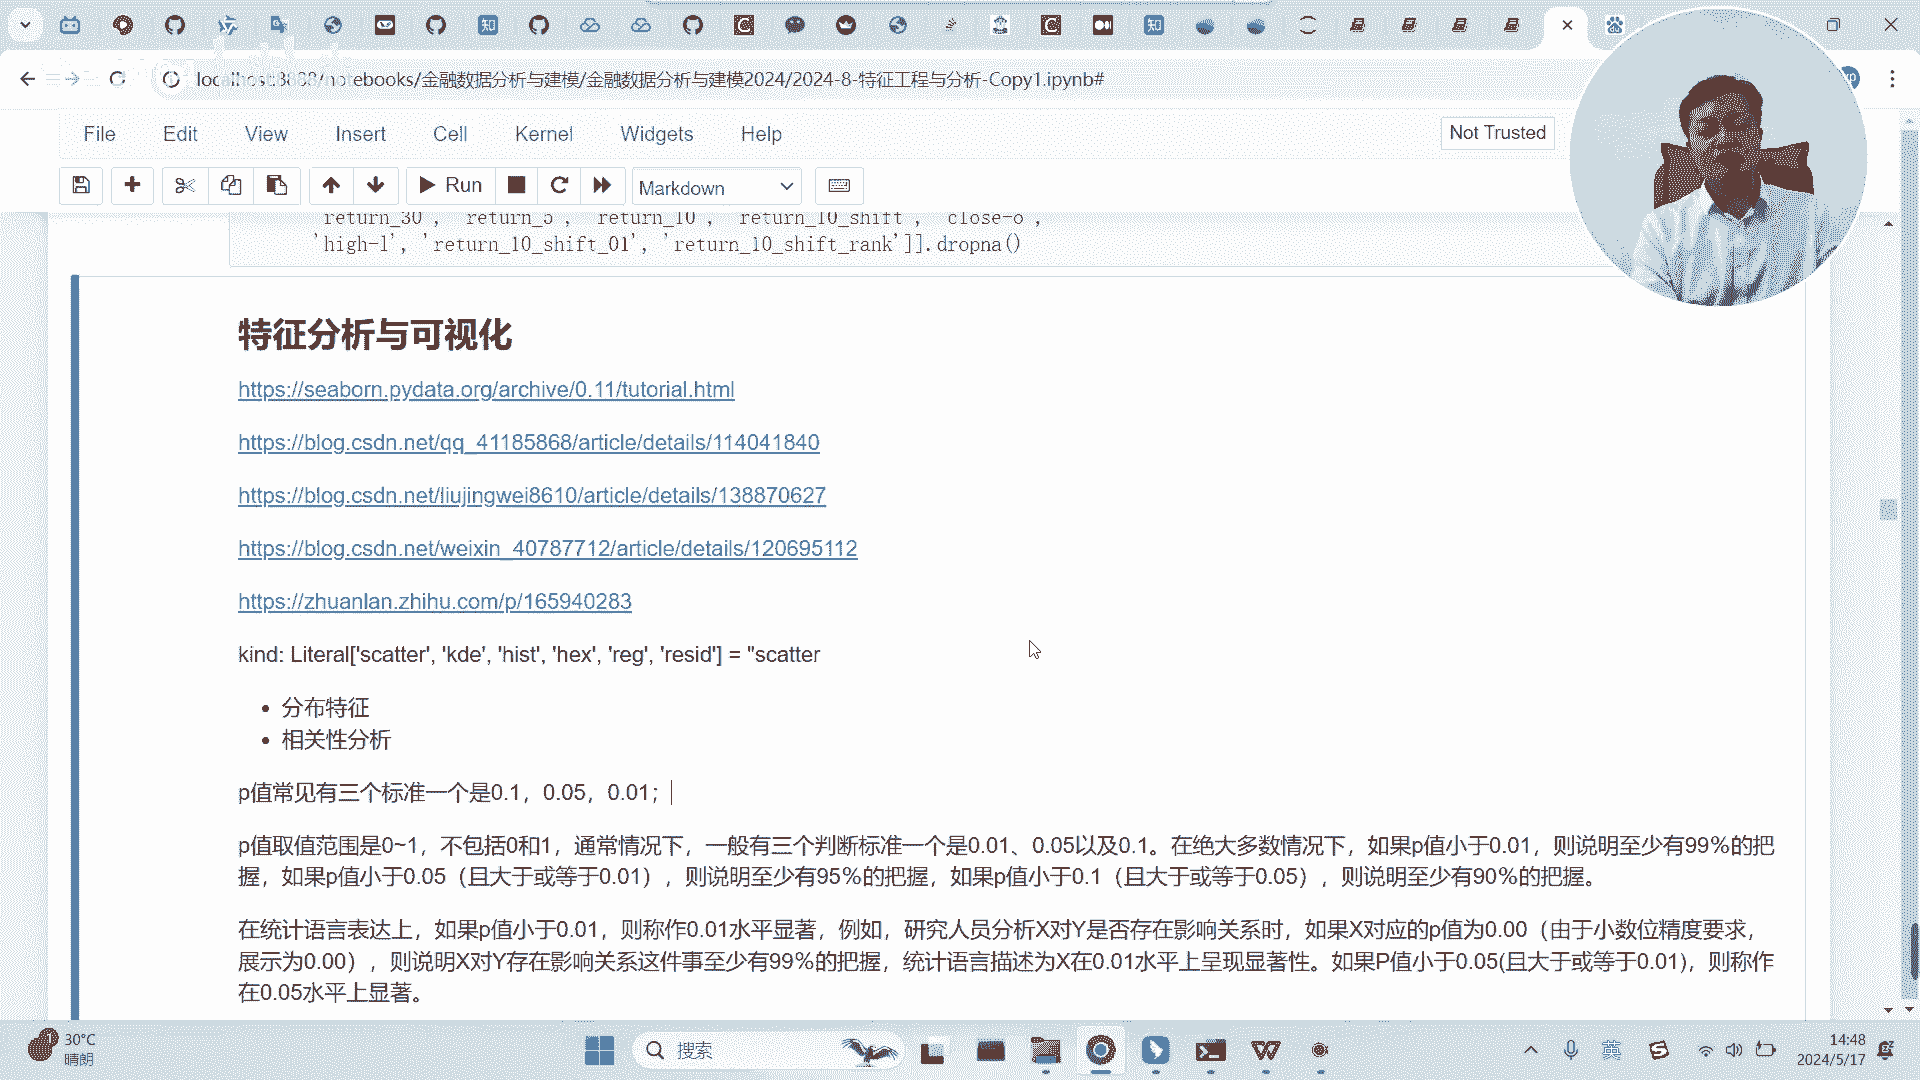 localhost:8888/notebooks/金融数据分析与建模/金融数据分析与建模2024/2024-8-特征工程与分析-Copy1.ipynb#
File Edit View Insert Cell Kernel Widgets Help Not Trusted
Run Markdown
'return_30', 'return_5', 'return_10', 'return_10_shift', 'close-o',
'high-l', 'return_10_shift_01', 'return_10_shift_rank']].dropna()
特征分析与可视化
https://seaborn.pydata.org/archive/0.11/tutorial.html
https://blog.csdn.net/qq_41185868/article/details/114041840
https://blog.csdn.net/liujingwei8610/article/details/138870627
https://blog.csdn.net/weixin_40787712/article/details/120695112
https://zhuanlan.zhihu.com/p/165940283
kind: Literal['scatter', 'kde', 'hist', 'hex', 'reg', 'resid'] = "scatter
• 分布特征
• 相关性分析
p值常见有三个标准一个是0.1，0.05，0.01；
p值取值范围是0~1，不包括0和1，通常情况下，一般有三个判断标准一个是0.01、0.05以及0.1。在绝大多数情况下，如果p值小于0.01，则说明至少有99%的把
握，如果p值小于0.05（且大于或等于0.01），则说明至少有95%的把握，如果p值小于0.1（且大于或等于0.05），则说明至少有90%的把握。
在统计语言表达上，如果p值小于0.01，则称作0.01水平显著，例如，研究人员分析X对Y是否存在影响关系时，如果X对应的p值为0.00（由于小数位精度要求，
展示为0.00），则说明X对Y存在影响关系这件事至少有99%的把握，统计语言描述为X在0.01水平上呈现显著性。如果P值小于0.05(且大于或等于0.01)，则称作
在0.05水平上显著。
30°C
晴朗
搜索
英
14:48
2024/5/17